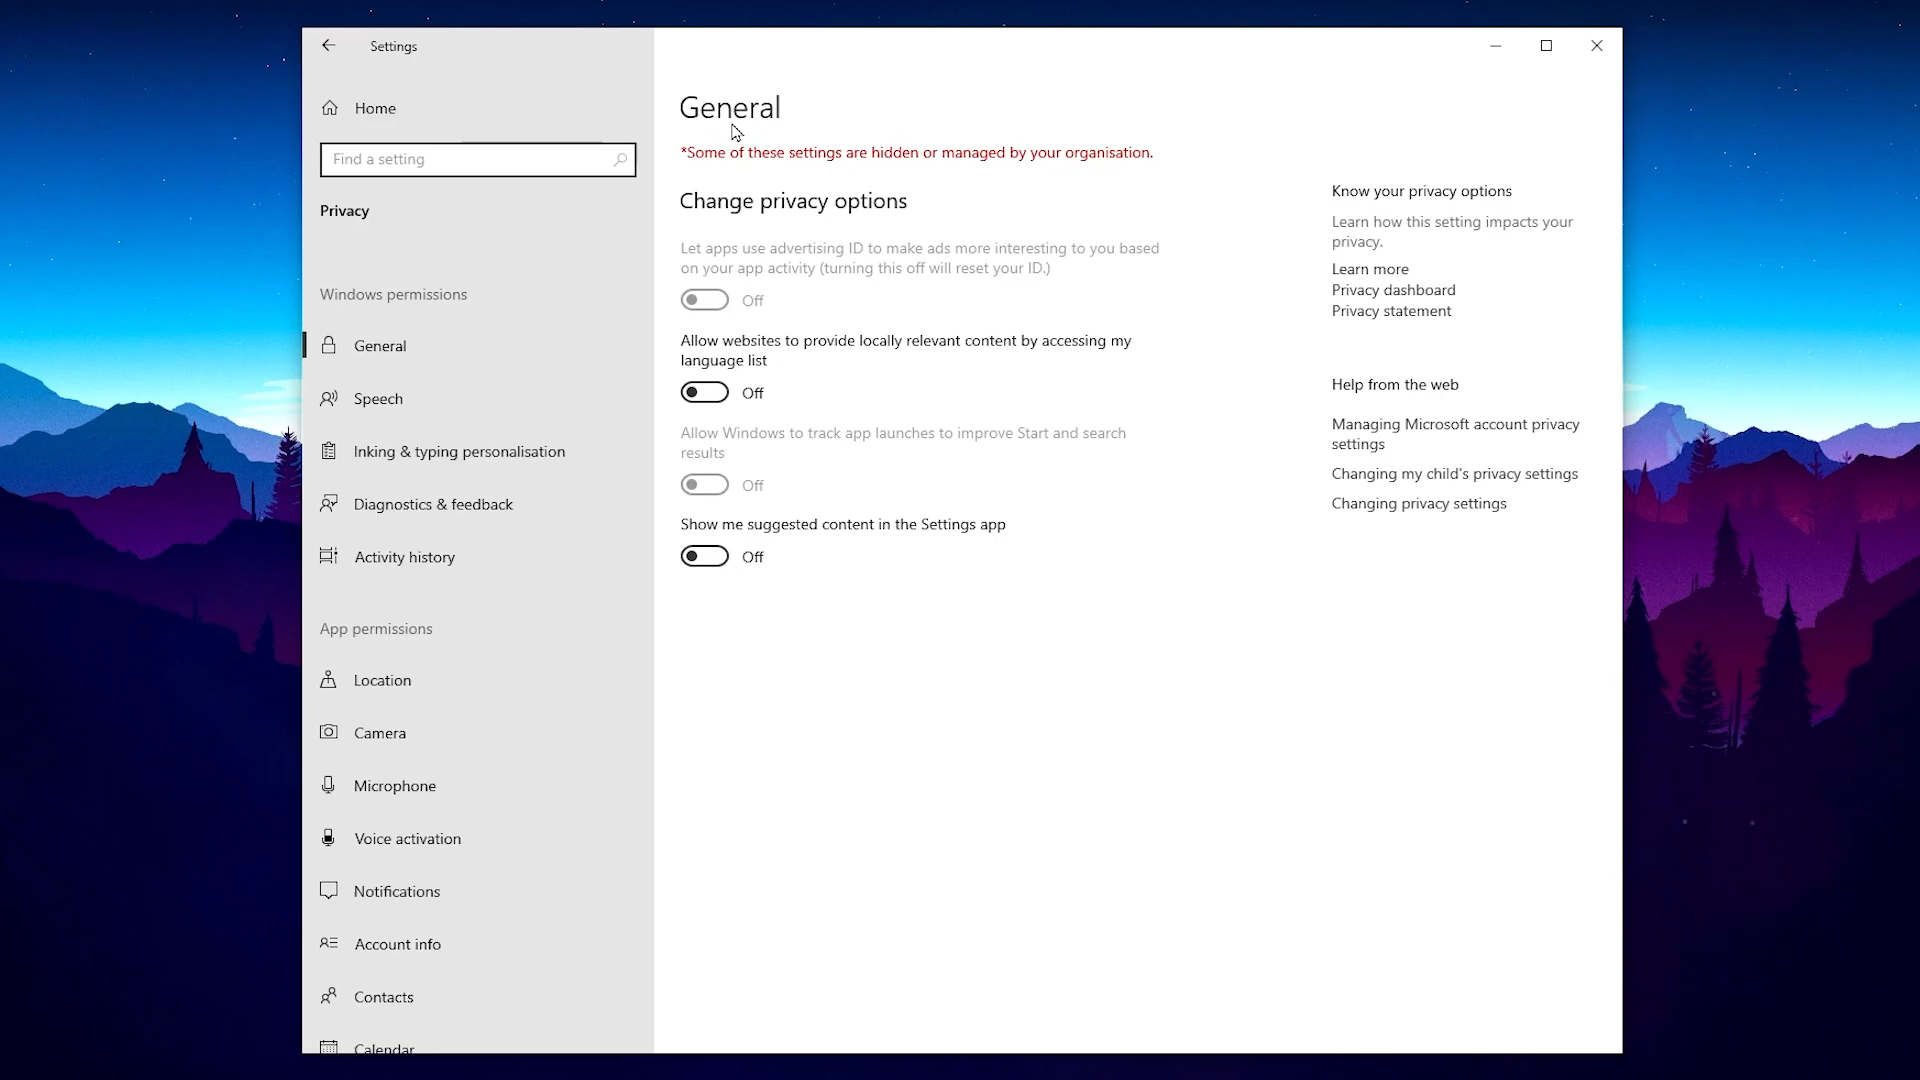 Settings
Home
Find a setting
Privacy
Windows permissions
General
Speech
Inking & typing personalisation
Diagnostics & feedback
Activity history
App permissions
Location
Camera
Microphone
Voice activation
Notifications
Account info
Contacts
Calendar
General
*Some of these settings are hidden or managed by your organisation.
Change privacy options
Let apps use advertising ID to make ads more interesting to you based
on your app activity (turning this off will reset your ID.)
Off
Allow websites to provide locally relevant content by accessing my
language list
Off
Allow Windows to track app launches to improve Start and search
results
Off
Show me suggested content in the Settings app
Off
Know your privacy options
Learn how this setting impacts your
privacy.
Learn more
Privacy dashboard
Privacy statement
Help from the web
Managing Microsoft account privacy
settings
Changing my child's privacy settings
Changing privacy settings